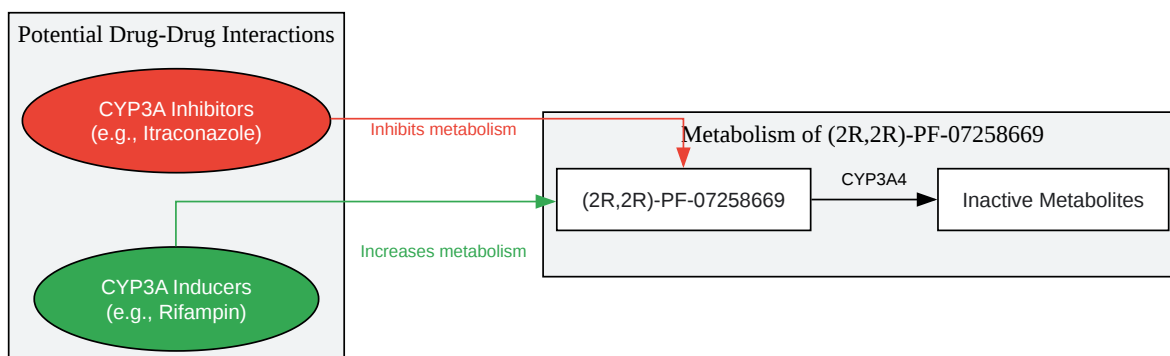 Potential Drug-Drug Interactions
CYP3A Inhibitors
(e.g., Itraconazole)
Inhibits metabolism
Metabolism of (2R,2R)-PF-07258669
(2R,2R)-PF-07258669
CYP3A4
Inactive Metabolites
Increases metabolism
CYP3A Inducers
(e.g., Rifampin)